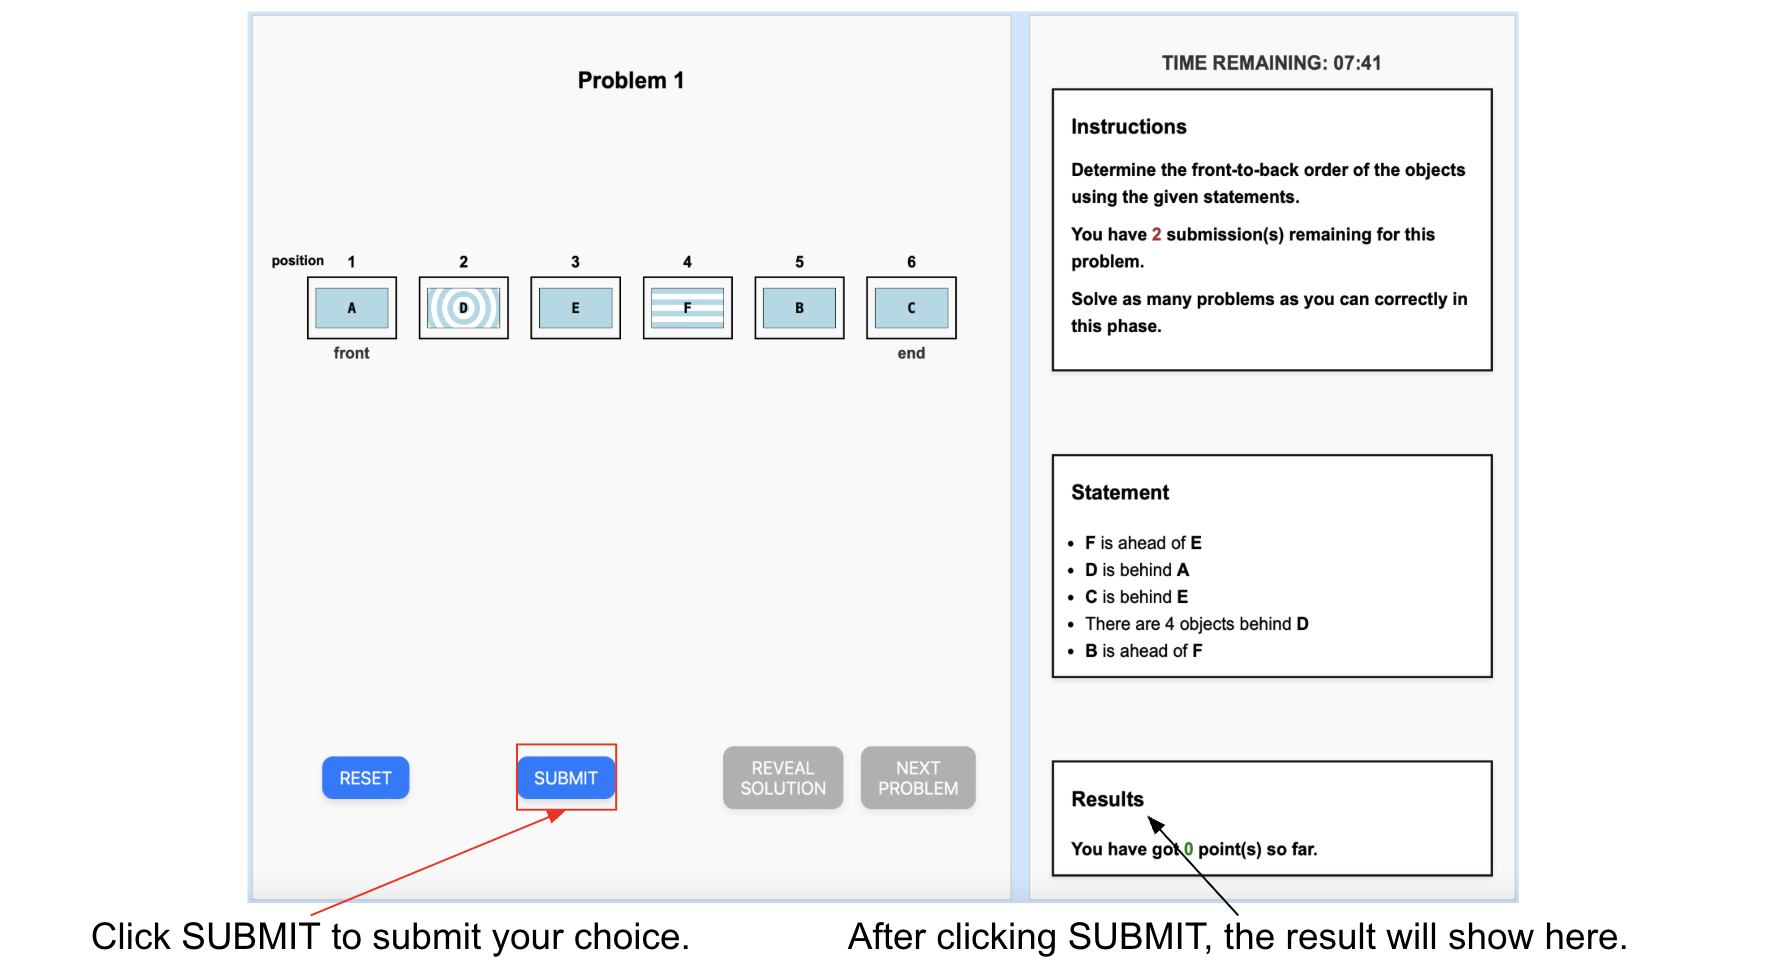 Problem 1
position 1 2 3 4 5 6
A D E F B C
front end
RESET SUBMIT REVEAL SOLUTION NEXT PROBLEM
TIME REMAINING: 07:41
Instructions
Determine the front-to-back order of the objects
using the given statements.
You have 2 submission(s) remaining for this
problem.
Solve as many problems as you can correctly in
this phase.
Statement
• F is ahead of E
• D is behind A
• C is behind E
• There are 4 objects behind D
• B is ahead of F
Results
You have got 0 point(s) so far.
Click SUBMIT to submit your choice.
After clicking SUBMIT, the result will show here.